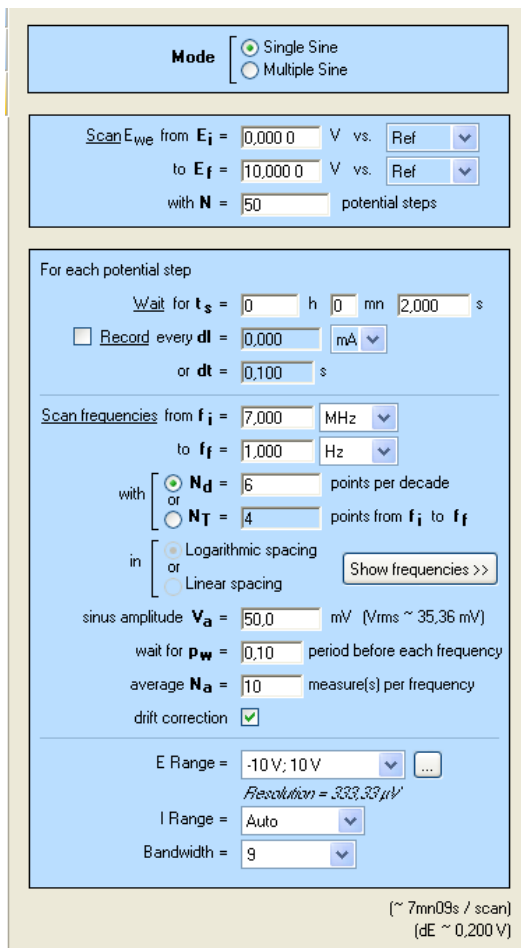 Mode Single Sine
Multiple Sine
Scan Ewe from Ei = 0,000 0 V vs. Ref
to Ef = 10,000 0 V vs. Ref
with N = 50 potential steps
For each potential step
Wait for ts = 0 h 0 mn 2,000 s
Record every dI = 0,000 mA
or dt = 0,100 s
Scan frequencies from fi = 7,000 MHz
to ff = 1,000 Hz
with Nd = 6 points per decade
or
NT = 4 points from fi to ff
in Logarithmic spacing
or
Linear spacing
Show frequencies >>
sinus amplitude Va = 50,0 mV (Vrms ~ 35,36 mV)
wait for pw = 0,10 period before each frequency
average Na = 10 measure(s) per frequency
drift correction
E Range = -10 V; 10 V ...
Resolution = 333,33 µV
I Range = Auto
Bandwidth = 9
(~ 7mn09s / scan)
(dE ~ 0,200 V)